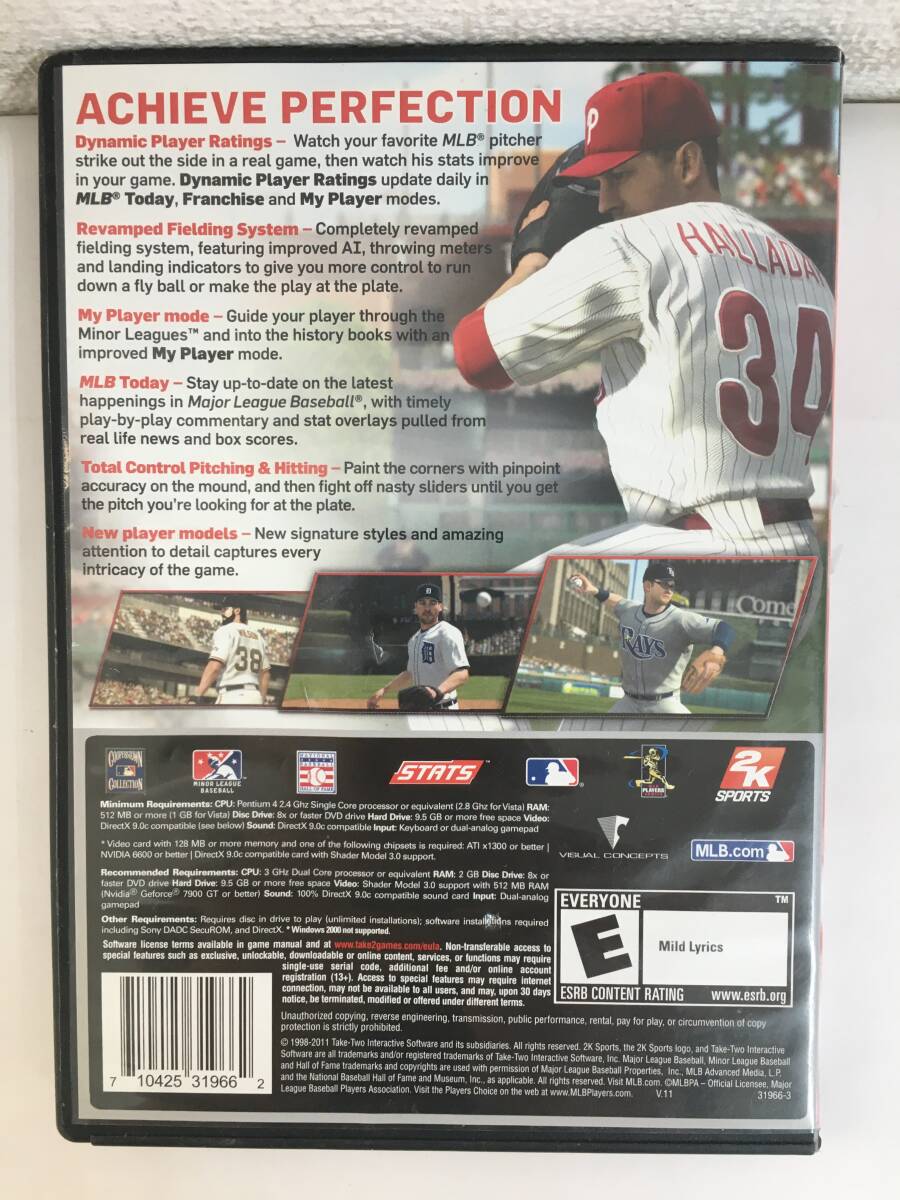 ACHIEVE PERFECTION
Dynamic Player Ratings – Watch your favorite MLB® pitcher
strike out the side in a real game, then watch his stats improve
in your game. Dynamic Player Ratings update daily in
MLB® Today, Franchise and My Player modes.
Revamped Fielding System – Completely revamped
fielding system, featuring improved AI, throwing meters
and landing indicators to give you more control to run
down a fly ball or make the play at the plate.
My Player mode – Guide your player through the
Minor Leagues™ and into the history books with an
improved My Player mode.
MLB Today – Stay up-to-date on the latest
happenings in Major League Baseball®, with timely
play-by-play commentary and stat overlays pulled from
real life news and box scores.
Total Control Pitching & Hitting – Paint the corners with pinpoint
accuracy on the mound, and then fight off nasty sliders until you get
the pitch you're looking for at the plate.
New player models – New signature styles and amazing
attention to detail captures every
intricacy of the game.
P
HALLADA
34
WILSON
38
D
RAYS
Come
COOPERSTOWN
COLLECTION
MINOR LEAGUE
BASEBALL
NATIONAL
BASEBALL
HALL OF FAME
STATS™
PLAYERS
CHOICE
2K
SPORTS
Minimum Requirements: CPU: Pentium 4 2.4 Ghz Single Core processor or equivalent (2.8 Ghz for Vista) RAM:
512 MB or more (1 GB for Vista) Disc Drive: 8x or faster DVD drive Hard Drive: 9.5 GB or more free space Video:
DirectX 9.0c compatible (see below) Sound: DirectX 9.0c compatible Input: Keyboard or dual-analog gamepad
* Video card with 128 MB or more memory and one of the following chipsets is required: ATI x1300 or better |
NVIDIA 6600 or better | DirectX 9.0c compatible card with Shader Model 3.0 support.
VISUAL CONCEPTS
MLB.com
Recommended Requirements: CPU: 3 GHz Dual Core processor or equivalent RAM: 2 GB Disc Drive: 8x or
faster DVD drive Hard Drive: 9.5 GB or more free space Video: Shader Model 3.0 support with 512 MB RAM
(Nvidia® Geforce® 7900 GT or better) Sound: 100% DirectX 9.0c compatible sound card Input: Dual-analog
gamepad
Other Requirements: Requires disc in drive to play (unlimited installations); software installations required
including Sony DADC SecuROM, and DirectX. * Windows 2000 not supported.
Software license terms available in game manual and at www.take2games.com/eula. Non-transferable access to
special features such as exclusive, unlockable, downloadable or online content, services, or functions may require
single-use serial code, additional fee and/or online account
registration (13+). Access to special features may require internet
connection, may not be available to all users, and may, upon 30 days
notice, be terminated, modified or offered under different terms.
EVERYONE
TM
E
Mild Lyrics
ESRB CONTENT RATING www.esrb.org
Unauthorized copying, reverse engineering, transmission, public performance, rental, pay for play, or circumvention of copy
protection is strictly prohibited.
© 1998-2011 Take-Two Interactive Software and its subsidiaries. All rights reserved. 2K Sports, the 2K Sports logo, and Take-Two Interactive
Software are all trademarks and/or registered trademarks of Take-Two Interactive Software, Inc. Major League Baseball, Minor League Baseball
and Hall of Fame trademarks and copyrights are used with permission of Major League Baseball Properties, Inc., MLB Advanced Media, L.P.
and the National Baseball Hall of Fame and Museum, Inc., as applicable. All rights reserved. Visit MLB.com. ©MLBPA – Official Licensee, Major
League Baseball Players Association. Visit the Players Choice on the web at www.MLBPlayers.com. V.11
31966-3
7 10425 31966 2